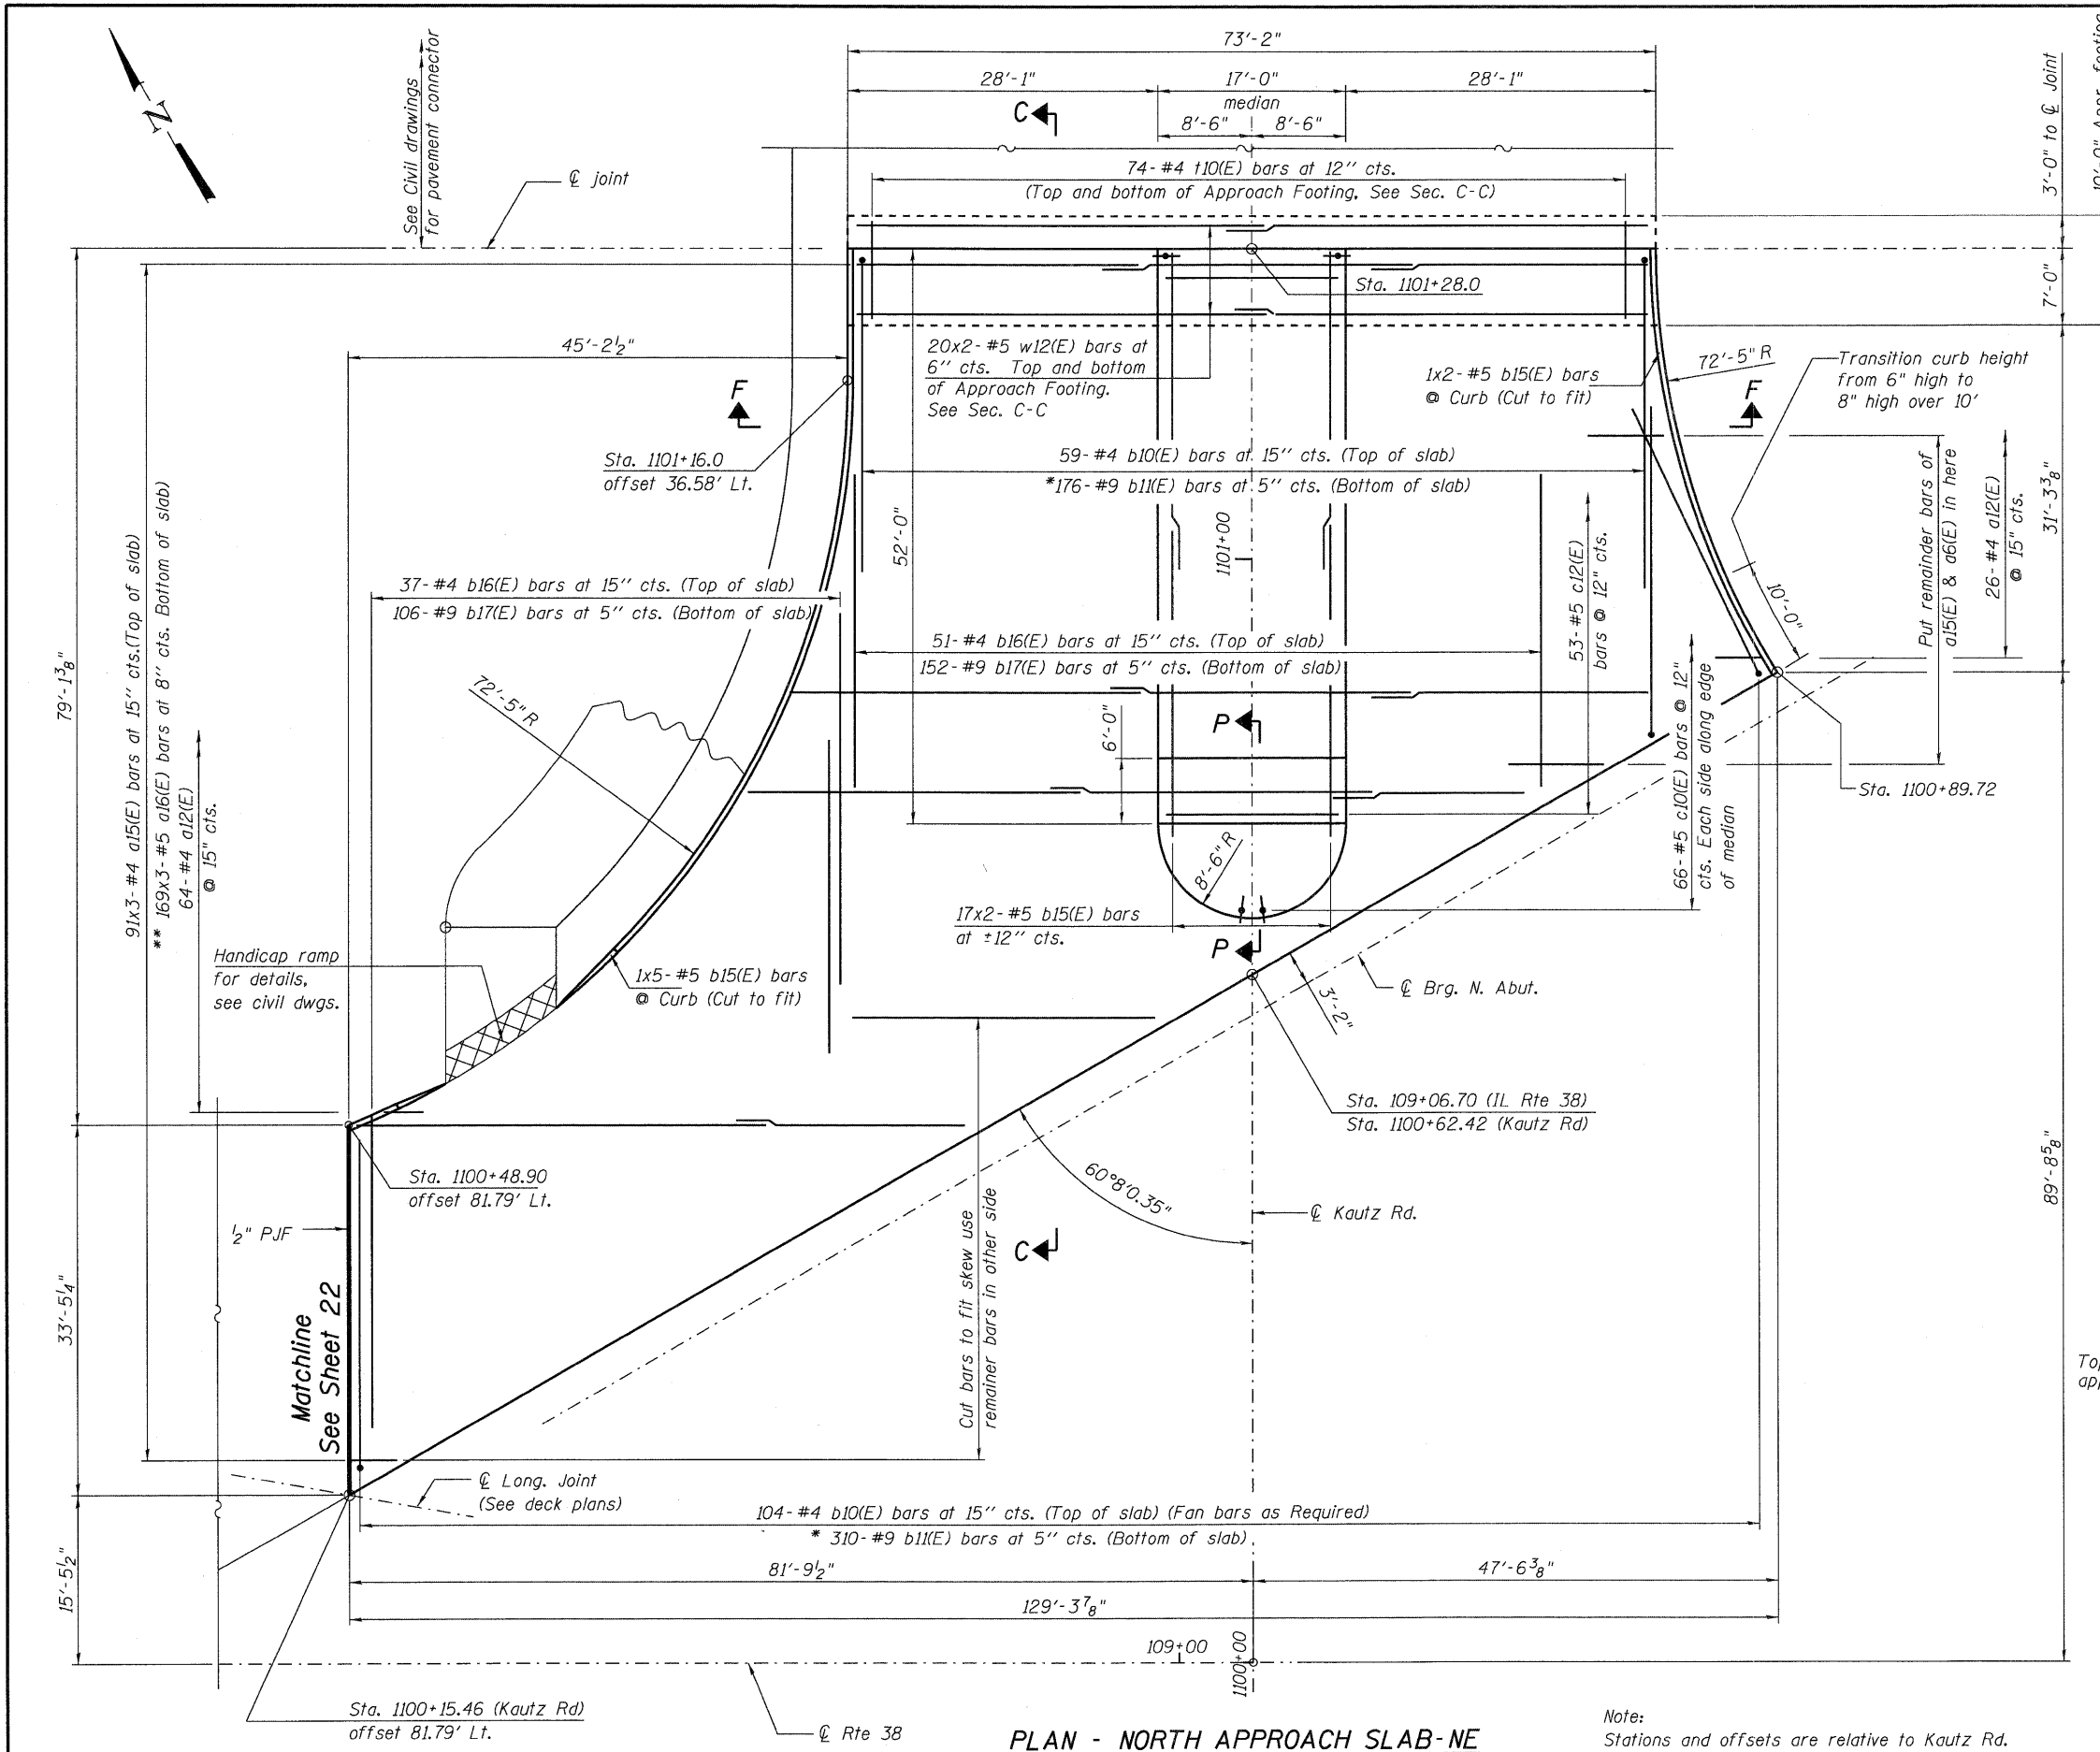 N
See Civil drawings
for pavement connector
℄ joint
73'-2"
28'-1"
17'-0"
28'-1"
median
8'-6"
8'-6"
C
74-#4 t10(E) bars at 12'' cts.
(Top and bottom of Approach Footing. See Sec. C-C)
3'-0" to ℄ Joint
7'-0"
Sta. 1101+28.0
45'-2½"
20x2-#5 w12(E) bars at
6'' cts. Top and bottom
of Approach Footing.
See Sec. C-C
1x2-#5 b15(E) bars
@ Curb (Cut to fit)
72'-5" R
Transition curb height
from 6" high to
8" high over 10'
F
F
Sta. 1101+16.0
offset 36.58' Lt.
59-#4 b10(E) bars at 15'' cts. (Top of slab)
*176-#9 b11(E) bars at 5'' cts. (Bottom of slab)
52'-0"
1101+00
53-#5 c12(E)
bars @ 12" cts.
Put remainder bars of
a15(E) & a6(E) in here
26-#4 a12(E)
@ 15" cts.
31'-3⅜"
10'-0"
79'-1⅜"
91x3-#4 a15(E) bars at 15'' cts.(Top of slab)
** 169x3-#5 a16(E) bars at 8'' cts. Bottom of slab)
64-#4 a12(E)
@ 15" cts.
37-#4 b16(E) bars at 15'' cts. (Top of slab)
106-#9 b17(E) bars at 5'' cts. (Bottom of slab)
51-#4 b16(E) bars at 15'' cts. (Top of slab)
152-#9 b17(E) bars at 5'' cts. (Bottom of slab)
72'-5" R
6'-0"
P
66-#5 c10(E) bars @ 12"
cts. Each side along edge
of median
Sta. 1100+89.72
8'-6" R
17x2-#5 b15(E) bars
at ±12'' cts.
P
Handicap ramp
for details,
see civil dwgs.
1x5-#5 b15(E) bars
@ Curb (Cut to fit)
℄ Brg. N. Abut.
3'-2"
Sta. 109+06.70 (IL Rte 38)
Sta. 1100+62.42 (Kautz Rd)
Sta. 1100+48.90
offset 81.79' Lt.
60°8'0.35"
℄ Kautz Rd.
C
½" PJF
Matchline
See Sheet 22
33'-5¼"
Cut bars to fit skew use
remainer bars in other side
89'-8⅝"
℄ Long. Joint
(See deck plans)
104-#4 b10(E) bars at 15'' cts. (Top of slab) (Fan bars as Required)
* 310-#9 b11(E) bars at 5'' cts. (Bottom of slab)
15'-5½"
81'-9½"
47'-6⅜"
129'-3⅞"
109+00
1100+00
Sta. 1100+15.46 (Kautz Rd)
offset 81.79' Lt.
℄ Rte 38
PLAN - NORTH APPROACH SLAB-NE
Note:
Stations and offsets are relative to Kautz Rd.